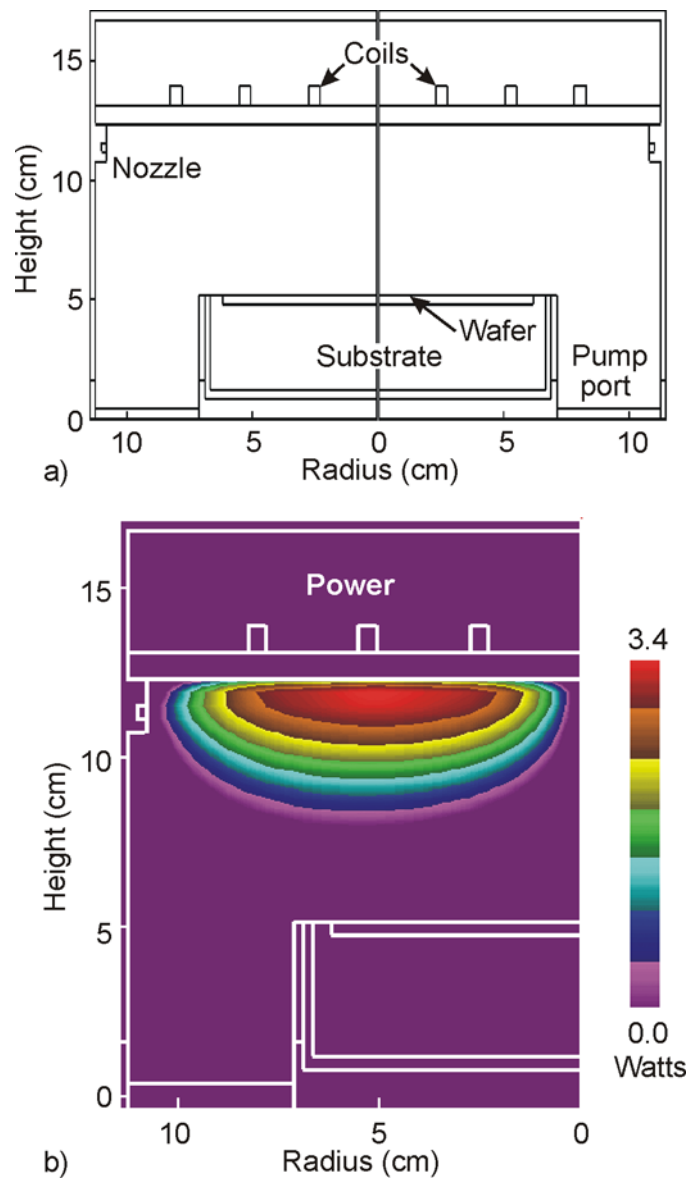 Coils
15
Nozzle
10
Height (cm)
5
Wafer
Substrate
Pump
port
0
10 5 0 5 10
Radius (cm)
a)
15
Power
3.4
10
Height (cm)
5
0
0.0
Watts
10 5 0
Radius (cm)
b)